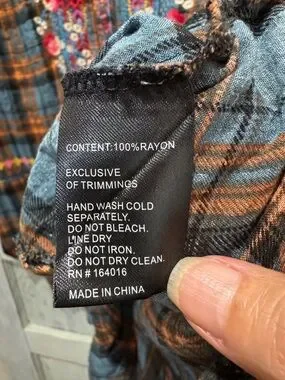 CONTENT:100%RAYON
EXCLUSIVE
OF TRIMMINGS
HAND WASH COLD
SEPARATELY.
DO NOT BLEACH.
LINE DRY
DO NOT IRON.
DO NOT DRY CLEAN.
RN # 164016
MADE IN CHINA